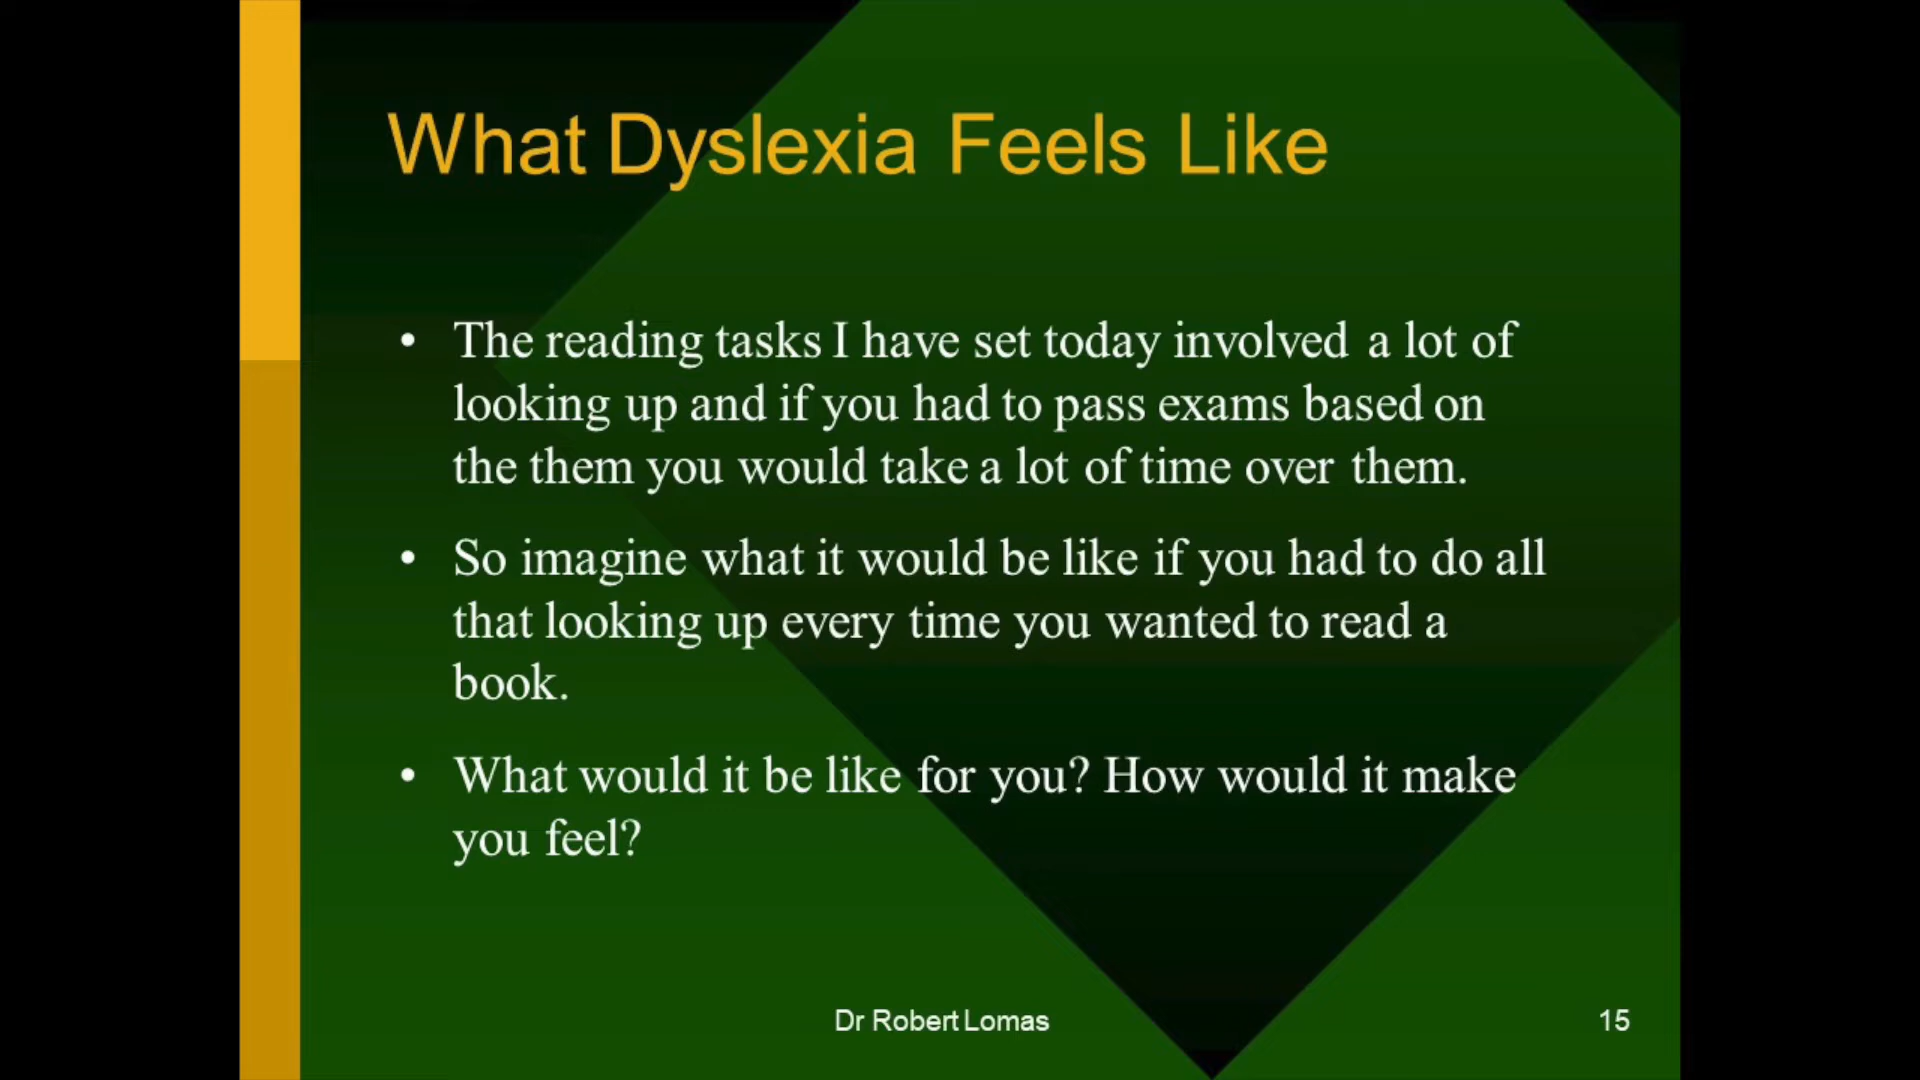 What Dyslexia Feels Like
• The reading tasks I have set today involved a lot of
looking up and if you had to pass exams based on
the them you would take a lot of time over them.
• So imagine what it would be like if you had to do all
that looking up every time you wanted to read a
book.
• What would it be like for you? How would it make
you feel?
Dr Robert Lomas
15